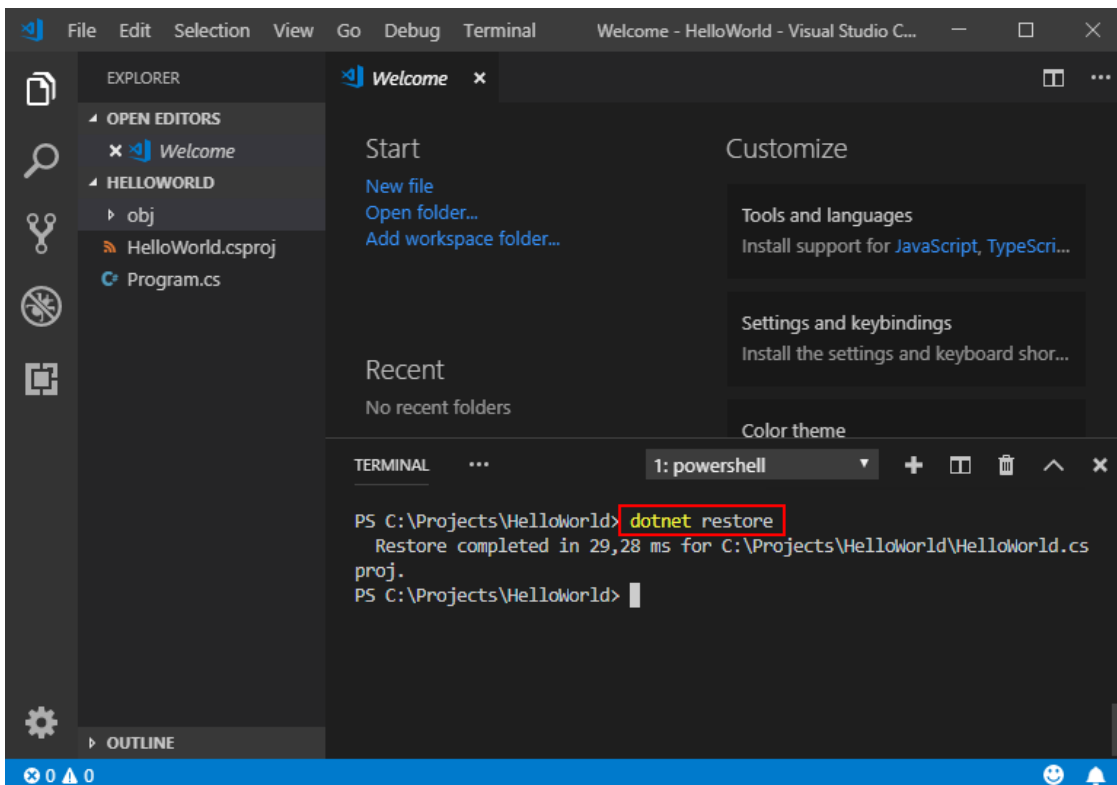 File Edit Selection View Go Debug Terminal Welcome - HelloWorld - Visual Studio C...
EXPLORER
OPEN EDITORS
Welcome
HELLOWORLD
obj
HelloWorld.csproj
Program.cs
OUTLINE
Welcome
Start
New file
Open folder...
Add workspace folder...
Recent
No recent folders
Customize
Tools and languages
Install support for JavaScript, TypeScri...
Settings and keybindings
Install the settings and keyboard shor...
Color theme
TERMINAL ... 1: powershell
PS C:\Projects\HelloWorld> dotnet restore
Restore completed in 29,28 ms for C:\Projects\HelloWorld\HelloWorld.cs
proj.
PS C:\Projects\HelloWorld>
0 0